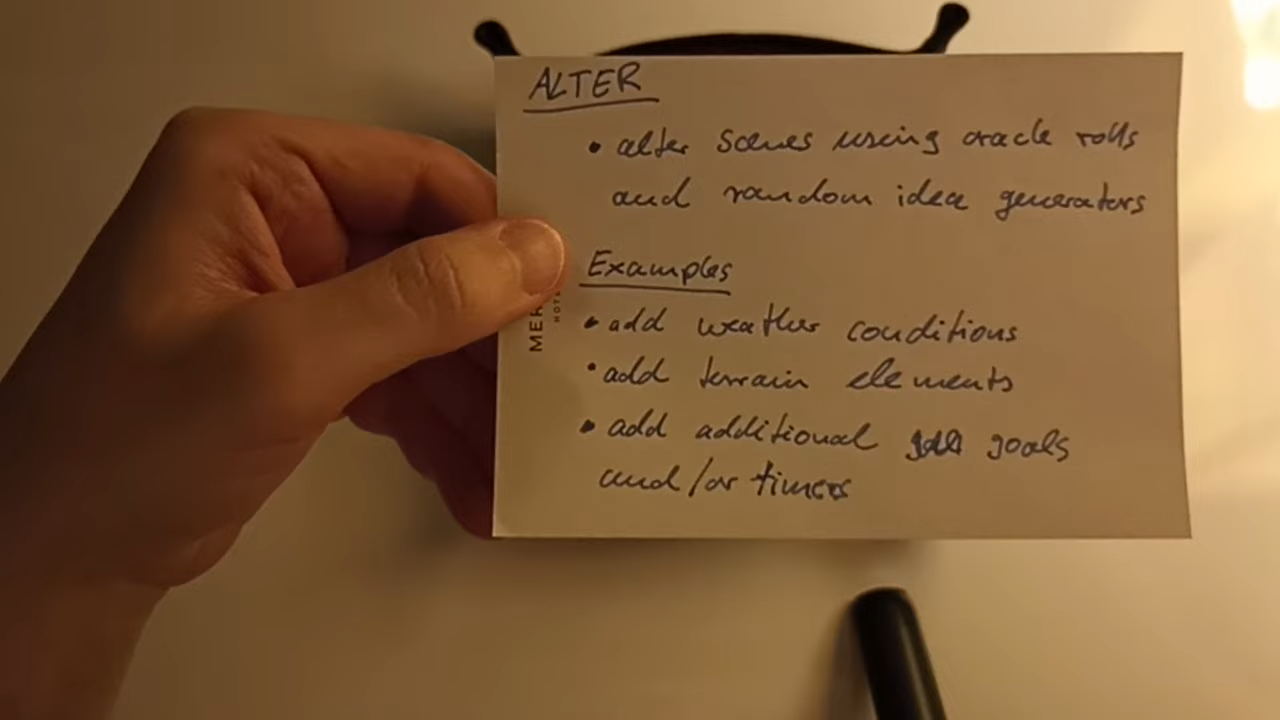 ALTER
• alter scenes using oracle rolls
and random idea generators
Examples
• add weather conditions
• add terrain elements
• add additional goals
and/or timers
MER
HOTE